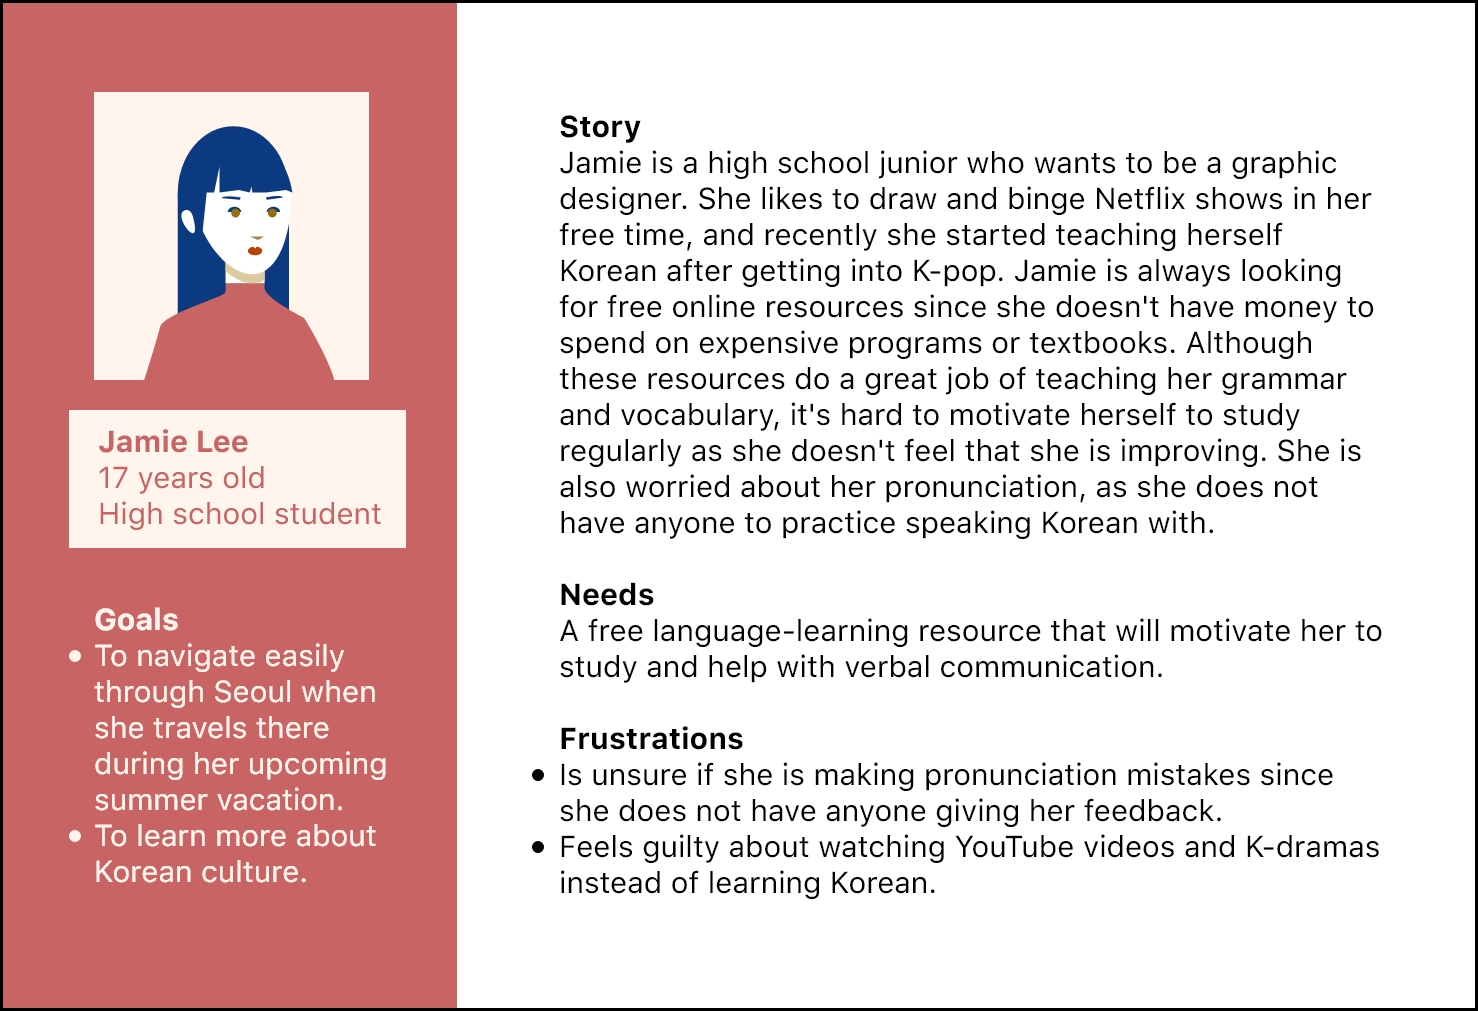 Jamie Lee
17 years old
High school student
Goals
• To navigate easily
through Seoul when
she travels there
during her upcoming
summer vacation.
• To learn more about
Korean culture.
Story
Jamie is a high school junior who wants to be a graphic
designer. She likes to draw and binge Netflix shows in her
free time, and recently she started teaching herself
Korean after getting into K-pop. Jamie is always looking
for free online resources since she doesn't have money to
spend on expensive programs or textbooks. Although
these resources do a great job of teaching her grammar
and vocabulary, it's hard to motivate herself to study
regularly as she doesn't feel that she is improving. She is
also worried about her pronunciation, as she does not
have anyone to practice speaking Korean with.
Needs
A free language-learning resource that will motivate her to
study and help with verbal communication.
Frustrations
• Is unsure if she is making pronunciation mistakes since
she does not have anyone giving her feedback.
• Feels guilty about watching YouTube videos and K-dramas
instead of learning Korean.